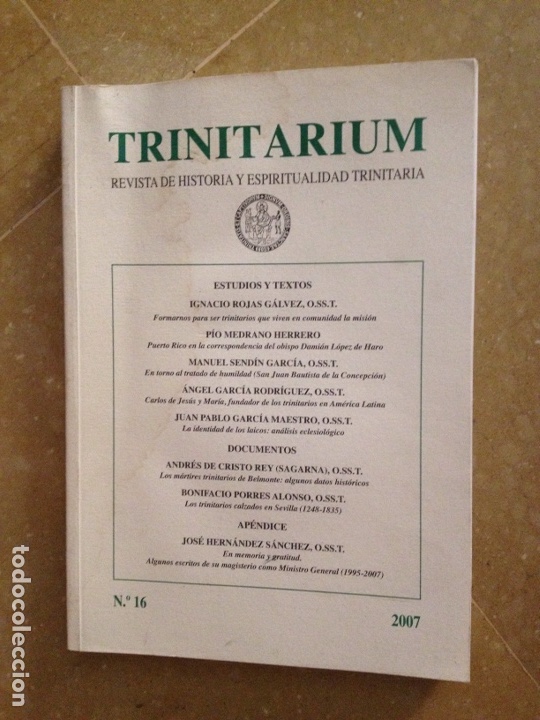 TRINITARIUM
REVISTA DE HISTORIA Y ESPIRITUALIDAD TRINITARIA
ESTUDIOS Y TEXTOS
IGNACIO ROJAS GÁLVEZ, O.SS.T.
Formarnos para ser trinitarios que viven en comunidad la misión
PÍO MEDRANO HERRERO
Puerto Rico en la correspondencia del obispo Damián López de Haro
MANUEL SENDÍN GARCÍA, O.SS.T.
En torno al tratado de humildad (San Juan Bautista de la Concepción)
ÁNGEL GARCÍA RODRÍGUEZ, O.SS.T.
Carlos de Jesús y María, fundador de los trinitarios en América Latina
JUAN PABLO GARCÍA MAESTRO, O.SS.T.
La identidad de los laicos: análisis eclesiológico
DOCUMENTOS
ANDRÉS DE CRISTO REY (SAGARNA), O.SS.T.
Los mártires trinitarios de Belmonte: algunos datos históricos
BONIFACIO PORRES ALONSO, O.SS.T.
Los trinitarios calzados en Sevilla (1248-1835)
APÉNDICE
JOSÉ HERNÁNDEZ SÁNCHEZ, O.SS.T.
En memoria y gratitud.
Algunos escritos de su magisterio como Ministro General (1995-2007)
N.º 16
2007
todocoleccion.net